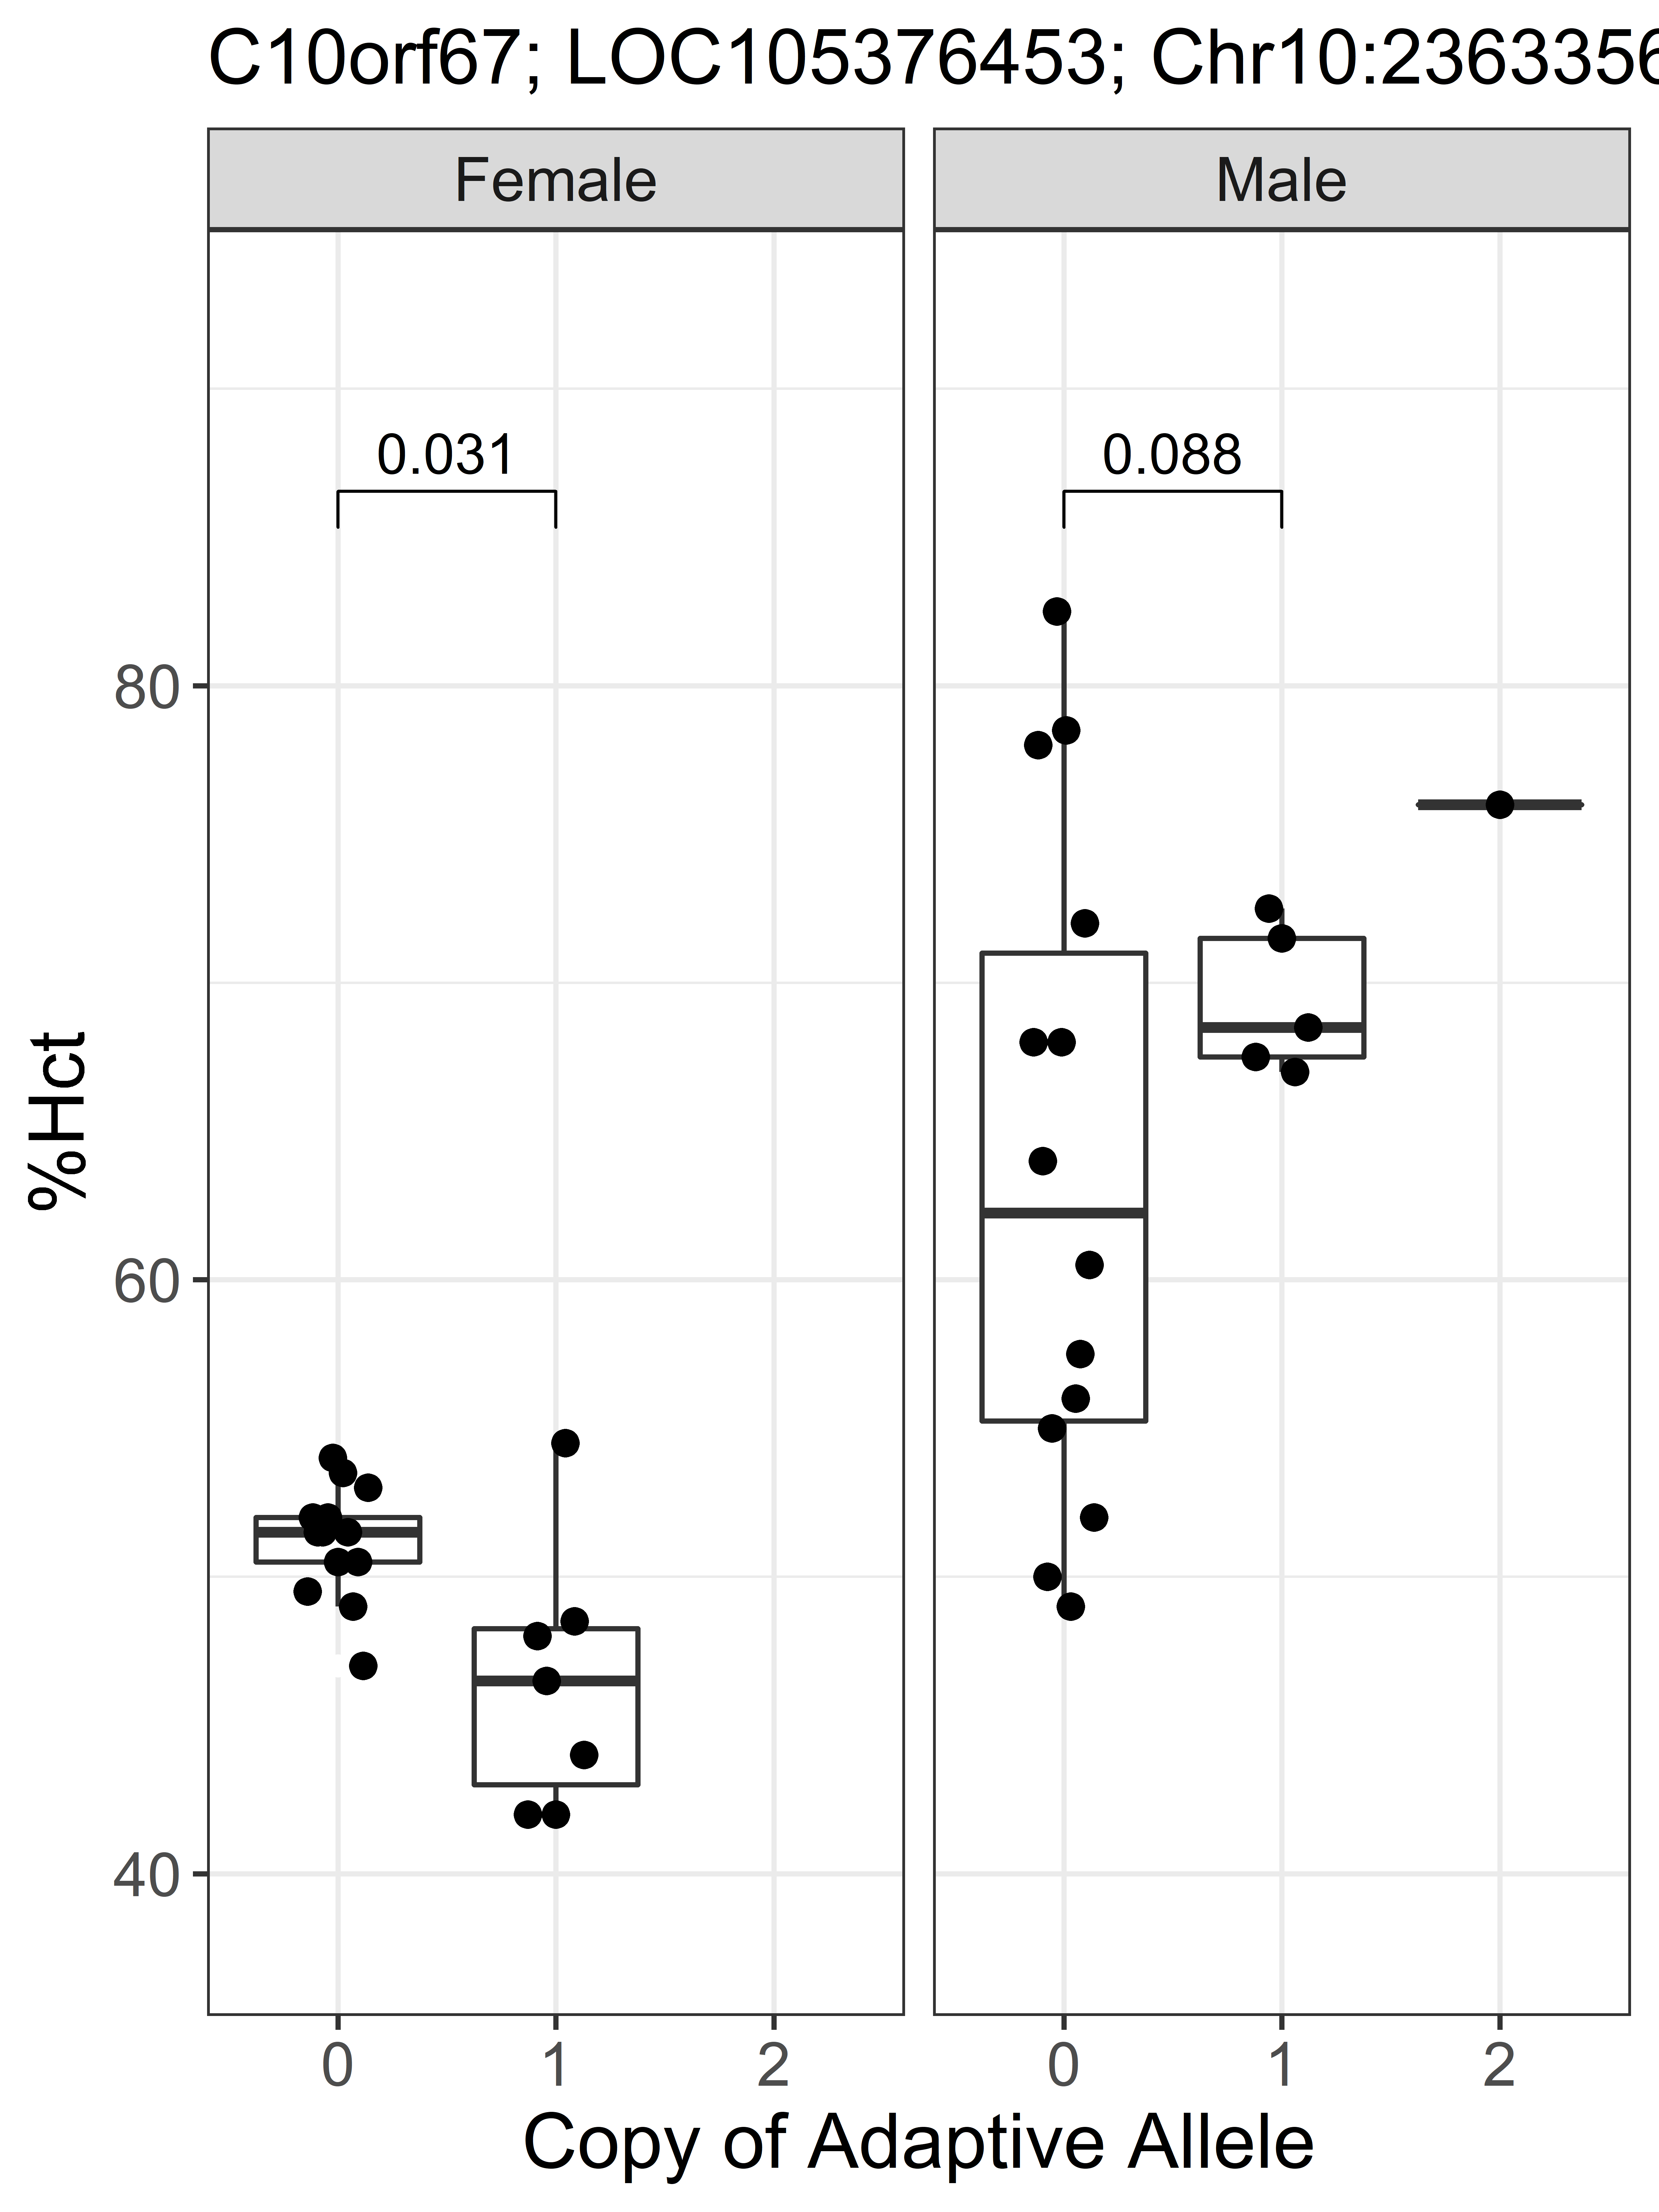 C10orf67; LOC105376453; Chr10:2363356
Female
Male
0.031
0.088
80
60
40
%Hct
0 1 2
0 1 2
Copy of Adaptive Allele